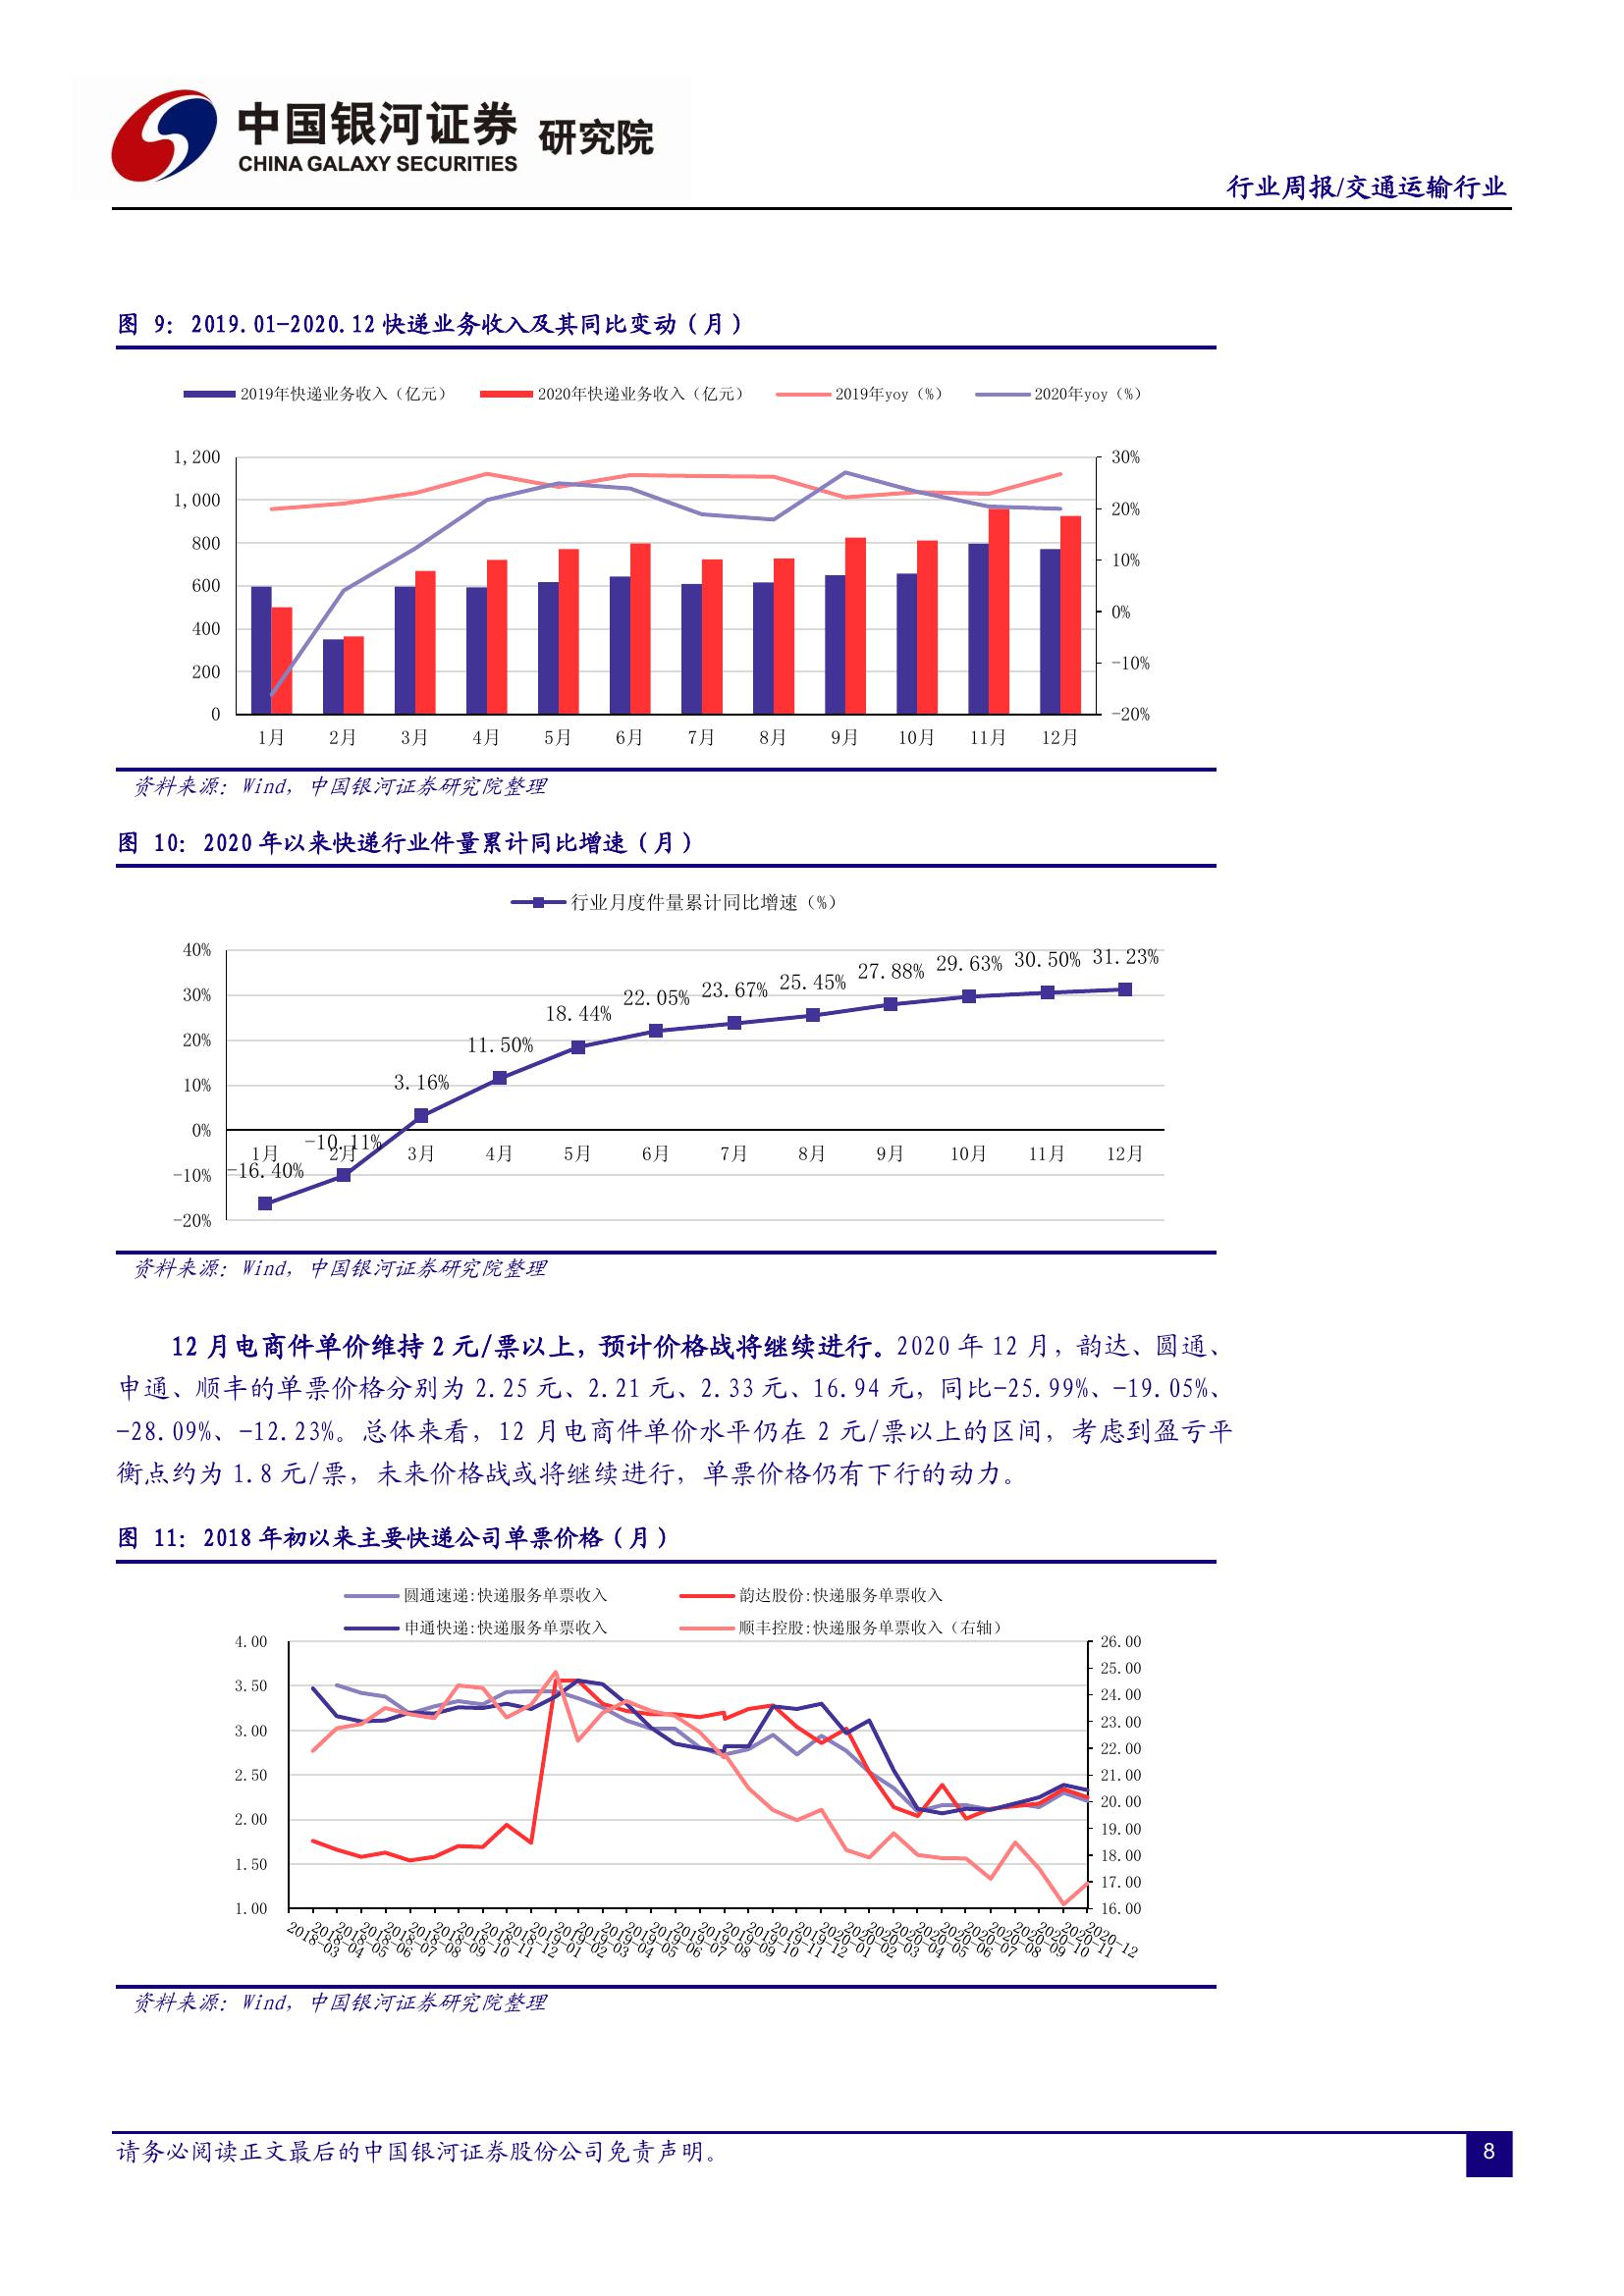 中国银河证券 研究院
CHINA GALAXY SECURITIES
行业周报/交通运输行业
图 9：2019.01-2020.12 快递业务收入及其同比变动（月）
2019年快递业务收入（亿元） 2020年快递业务收入（亿元） 2019年yoy（%） 2020年yoy（%）
1,200 30%
1,000 20%
800 10%
600 0%
400 -10%
200 -20%
0
1月 2月 3月 4月 5月 6月 7月 8月 9月 10月 11月 12月
资料来源：Wind，中国银河证券研究院整理
图 10：2020 年以来快递行业件量累计同比增速（月）
行业月度件量累计同比增速（%）
40%
30%
20%
10%
0%
-10%
-20%
-16.40% -10.11% 3.16% 11.50% 18.44% 22.05% 23.67% 25.45% 27.88% 29.63% 30.50% 31.23%
1月 2月 3月 4月 5月 6月 7月 8月 9月 10月 11月 12月
资料来源：Wind，中国银河证券研究院整理
12 月电商件单价维持 2 元/票以上，预计价格战将继续进行。2020 年 12 月，韵达、圆通、
申通、顺丰的单票价格分别为 2.25 元、2.21 元、2.33 元、16.94 元，同比-25.99%、-19.05%、
-28.09%、-12.23%。总体来看，12 月电商件单价水平仍在 2 元/票以上的区间，考虑到盈亏平
衡点约为 1.8 元/票，未来价格战或将继续进行，单票价格仍有下行的动力。
图 11：2018 年初以来主要快递公司单票价格（月）
圆通速递:快递服务单票收入 韵达股份:快递服务单票收入
申通快递:快递服务单票收入 顺丰控股:快递服务单票收入（右轴）
4.00 26.00
3.50 25.00
3.00 24.00
2.50 23.00
2.00 22.00
1.50 21.00
1.00 20.00
19.00
18.00
17.00
16.00
2018-03 2018-04 2018-05 2018-06 2018-07 2018-08 2018-09 2018-10 2018-11 2018-12 2019-01 2019-02 2019-03 2019-04 2019-05 2019-06 2019-07 2019-08 2019-09 2019-10 2019-11 2019-12 2020-01 2020-02 2020-03 2020-04 2020-05 2020-06 2020-07 2020-08 2020-09 2020-10 2020-11 2020-12
资料来源：Wind，中国银河证券研究院整理
请务必阅读正文最后的中国银河证券股份公司免责声明。
8